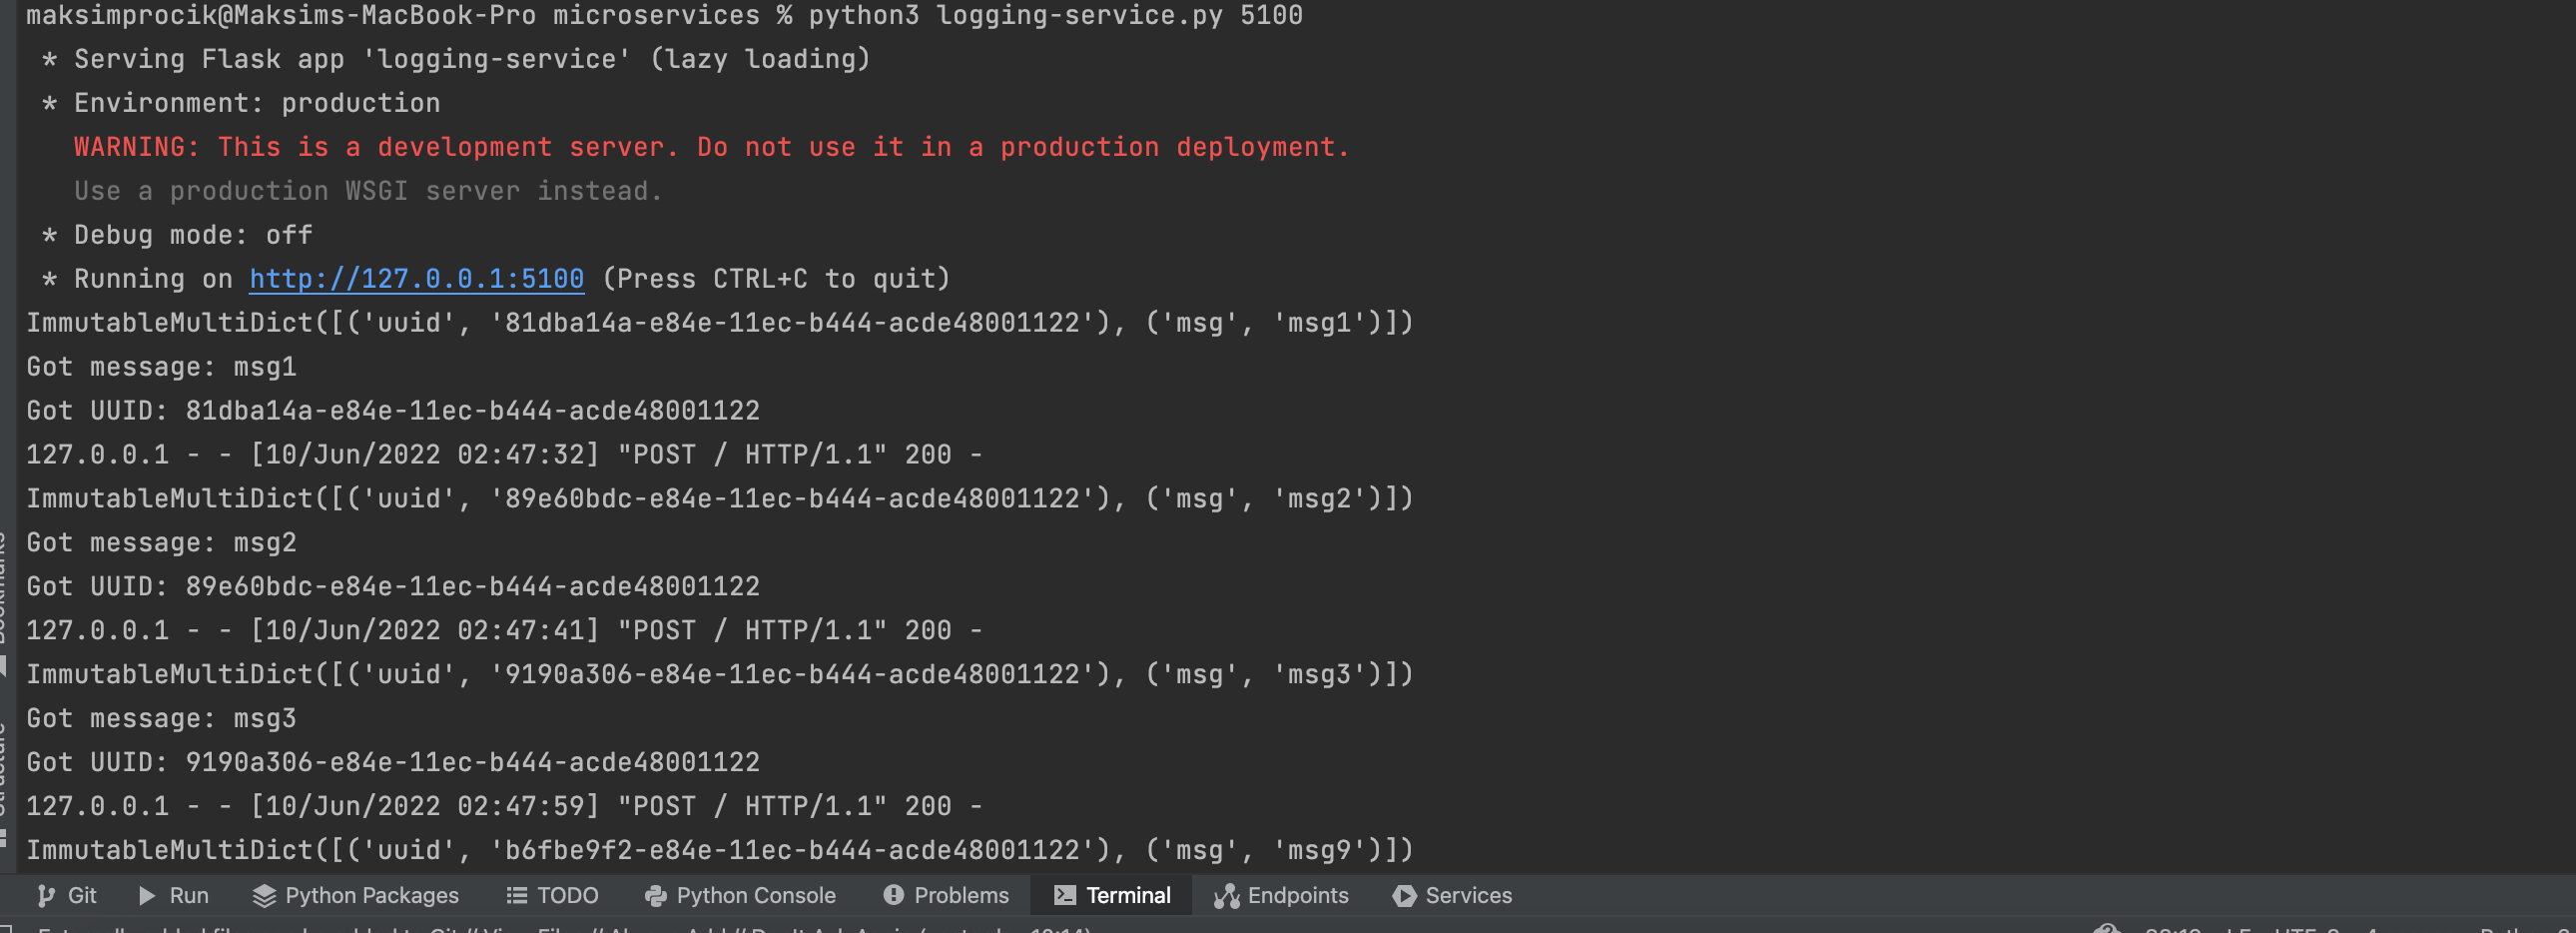 maksimprocik@Maksims-MacBook-Pro microservices % python3 logging-service.py 5100
* Serving Flask app 'logging-service' (lazy loading)
* Environment: production
WARNING: This is a development server. Do not use it in a production deployment.
Use a production WSGI server instead.
* Debug mode: off
* Running on http://127.0.0.1:5100 (Press CTRL+C to quit)
ImmutableMultiDict([('uuid', '81dba14a-e84e-11ec-b444-acde48001122'), ('msg', 'msg1')])
Got message: msg1
Got UUID: 81dba14a-e84e-11ec-b444-acde48001122
127.0.0.1 - - [10/Jun/2022 02:47:32] "POST / HTTP/1.1" 200 -
ImmutableMultiDict([('uuid', '89e60bdc-e84e-11ec-b444-acde48001122'), ('msg', 'msg2')])
Got message: msg2
Got UUID: 89e60bdc-e84e-11ec-b444-acde48001122
127.0.0.1 - - [10/Jun/2022 02:47:41] "POST / HTTP/1.1" 200 -
ImmutableMultiDict([('uuid', '9190a306-e84e-11ec-b444-acde48001122'), ('msg', 'msg3')])
Got message: msg3
Got UUID: 9190a306-e84e-11ec-b444-acde48001122
127.0.0.1 - - [10/Jun/2022 02:47:59] "POST / HTTP/1.1" 200 -
ImmutableMultiDict([('uuid', 'b6fbe9f2-e84e-11ec-b444-acde48001122'), ('msg', 'msg9')])
Bookmarks
Structure
Git Run Python Packages TODO Python Console Problems Terminal Endpoints Services